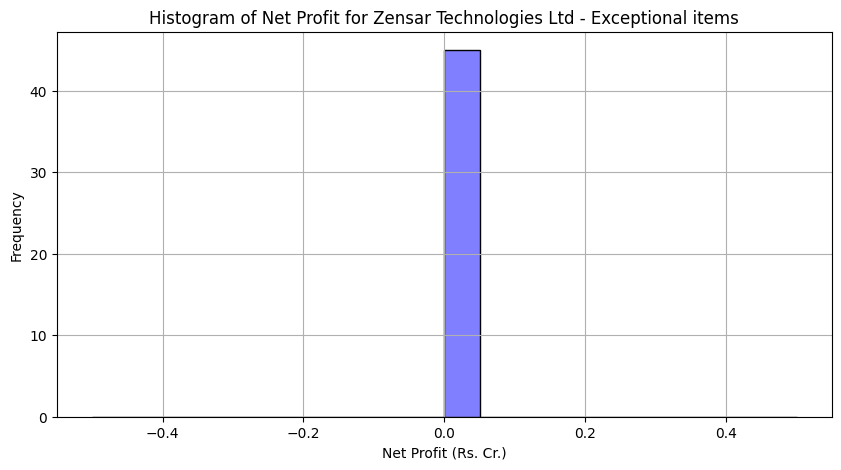 Histogram of Net Profit for Zensar Technologies Ltd - Exceptional items
Frequency
40
30
20
10
0
−0.4 −0.2 0.0 0.2 0.4
Net Profit (Rs. Cr.)